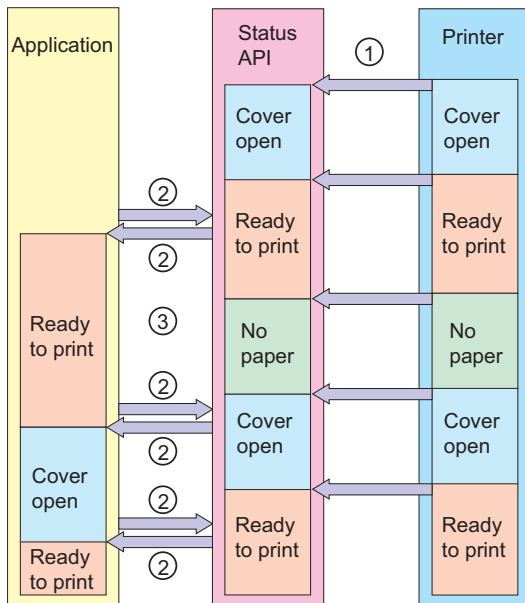 Application
Status
API
Printer
①
Cover
open
Cover
open
②
Ready
to print
Ready
to print
②
Ready
to print
③
No
paper
No
paper
②
Cover
open
Cover
open
②
Cover
open
②
Ready
to print
Ready
to print
Ready
to print
②